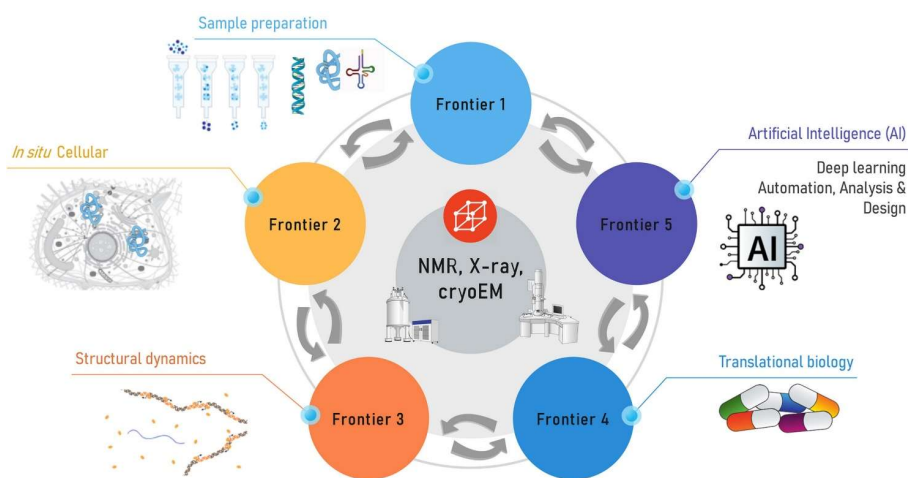 Sample preparation
Frontier 1
In situ Cellular
Artificial Intelligence (AI)
Deep learning
Automation, Analysis &
Design
Frontier 2
Frontier 5
AI
NMR, X-ray,
cryoEM
Structural dynamics
Translational biology
Frontier 3
Frontier 4